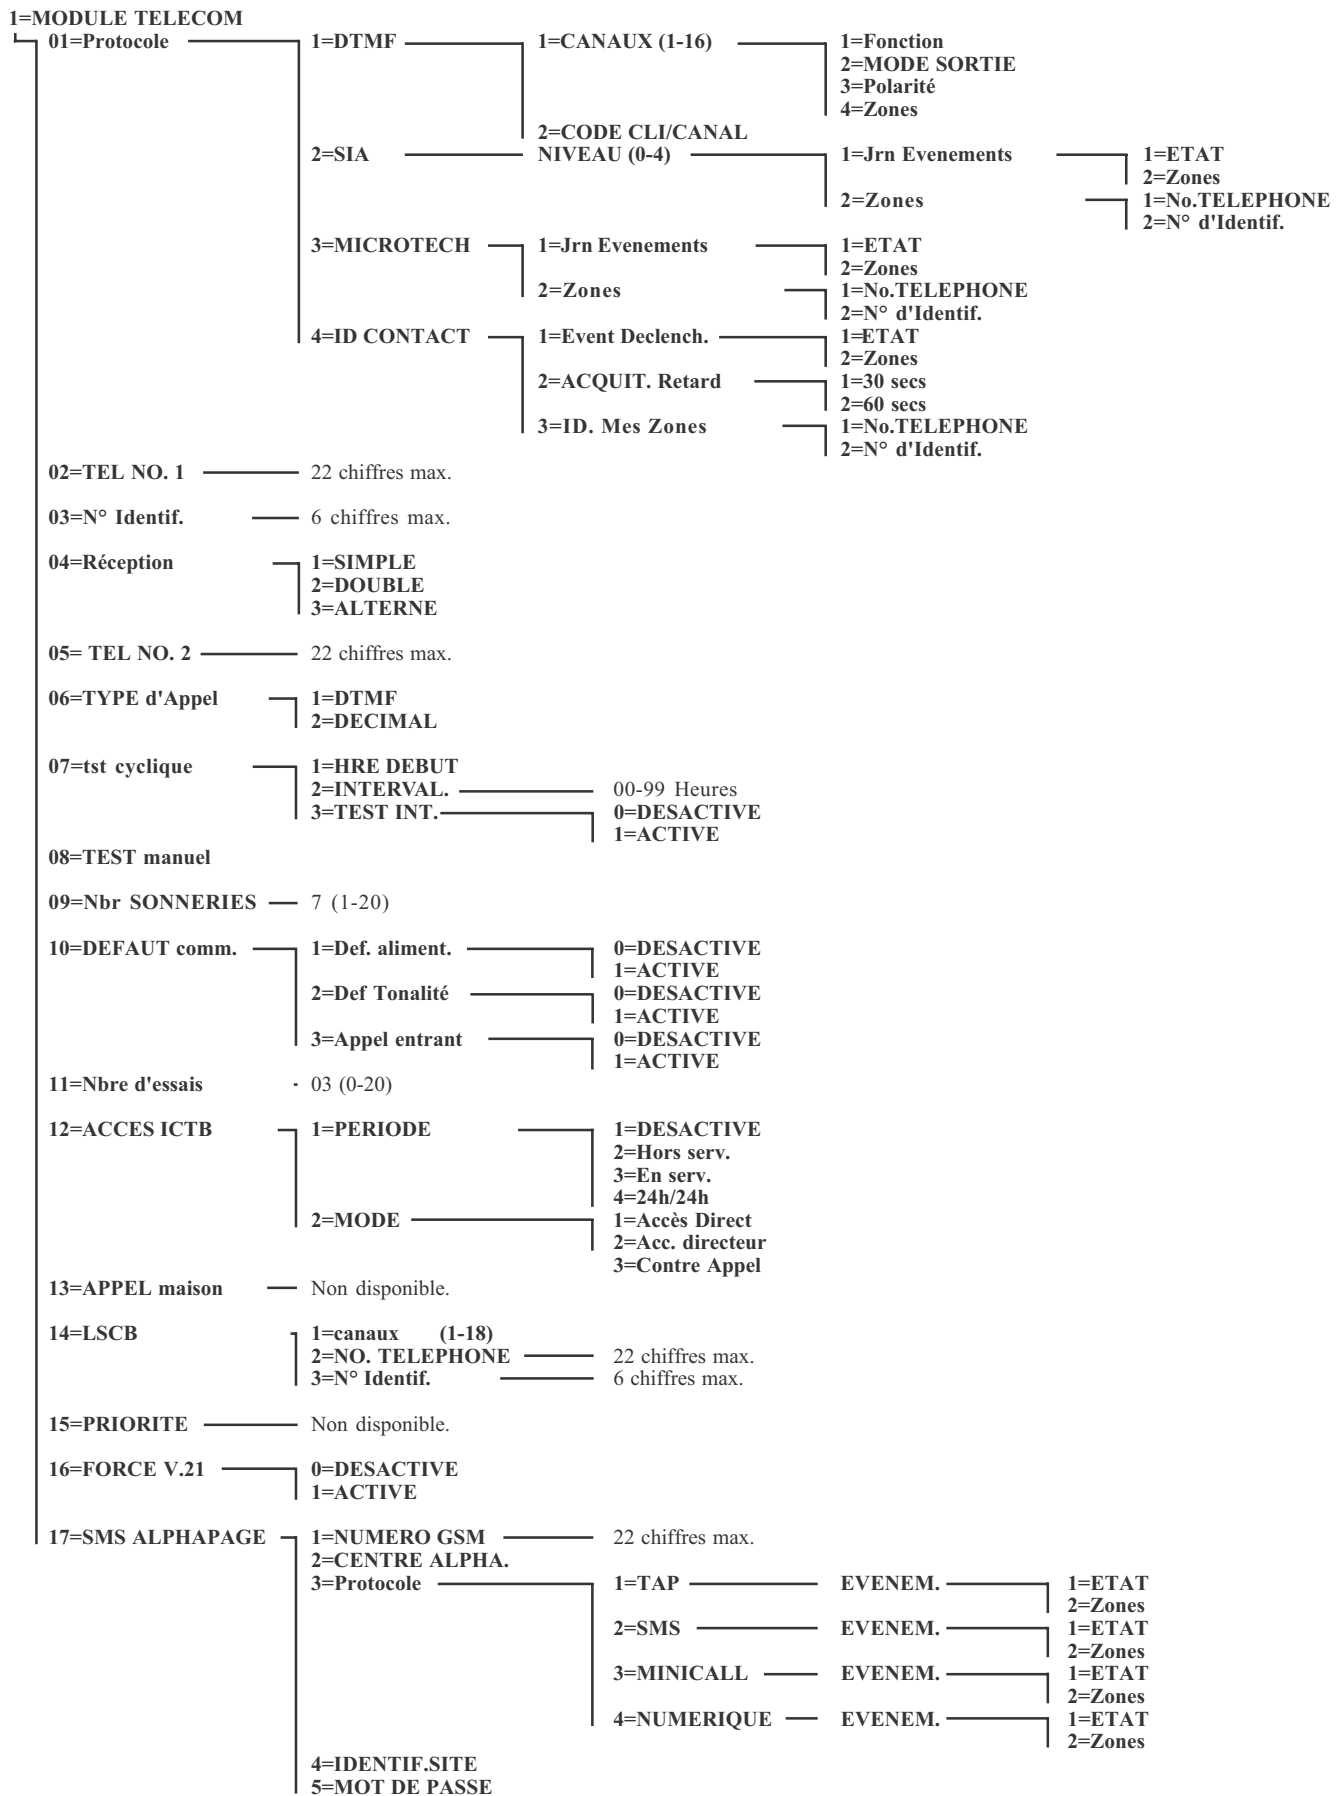 1=MODULE TELECOM
01=Protocole 1=DTMF 1=CANAUX (1-16) 1=Fonction
2=MODE SORTIE
3=Polarité
4=Zones
2=CODE CLI/CANAL
2=SIA NIVEAU (0-4) 1=Jrn Evenements 1=ETAT
2=Zones
2=Zones 1=No.TELEPHONE
2=N° d'Identif.
3=MICROTECH 1=Jrn Evenements 1=ETAT
2=Zones
2=Zones 1=No.TELEPHONE
2=N° d'Identif.
4=ID CONTACT 1=Event Declench. 1=ETAT
2=Zones
2=ACQUIT. Retard 1=30 secs
2=60 secs
3=ID. Mes Zones 1=No.TELEPHONE
2=N° d'Identif.
02=TEL NO. 1 22 chiffres max.
03=N° Identif. 6 chiffres max.
04=Réception 1=SIMPLE
2=DOUBLE
3=ALTERNE
05= TEL NO. 2 22 chiffres max.
06=TYPE d'Appel 1=DTMF
2=DECIMAL
07=tst cyclique 1=HRE DEBUT
2=INTERVAL. 00-99 Heures
3=TEST INT. 0=DESACTIVE
1=ACTIVE
08=TEST manuel
09=Nbr SONNERIES 7 (1-20)
10=DEFAUT comm. 1=Def. aliment. 0=DESACTIVE
1=ACTIVE
2=Def Tonalité 0=DESACTIVE
1=ACTIVE
3=Appel entrant 0=DESACTIVE
1=ACTIVE
11=Nbre d'essais 03 (0-20)
12=ACCES ICTB 1=PERIODE 1=DESACTIVE
2=Hors serv.
3=En serv.
4=24h/24h
2=MODE 1=Accès Direct
2=Acc. directeur
3=Contre Appel
13=APPEL maison Non disponible.
14=LSCB 1=canaux (1-18)
2=NO. TELEPHONE 22 chiffres max.
3=N° Identif. 6 chiffres max.
15=PRIORITE Non disponible.
16=FORCE V.21 0=DESACTIVE
1=ACTIVE
17=SMS ALPHAPAGE 1=NUMERO GSM 22 chiffres max.
2=CENTRE ALPHA.
3=Protocole 1=TAP EVENEM. 1=ETAT
2=Zones
2=SMS EVENEM. 1=ETAT
2=Zones
3=MINICALL EVENEM. 1=ETAT
2=Zones
4=NUMERIQUE EVENEM. 1=ETAT
2=Zones
4=IDENTIF.SITE
5=MOT DE PASSE